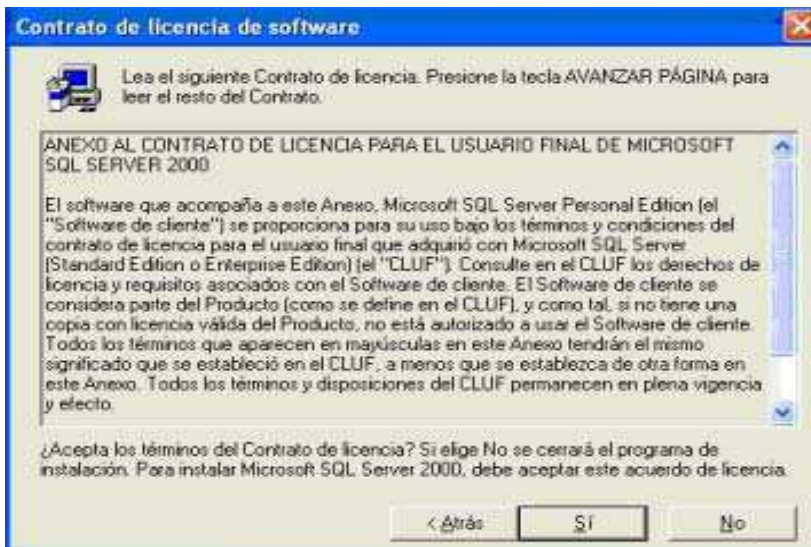 Contrato de licencia de software
Lea el siguiente Contrato de licencia. Presione la tecla AVANZAR PÁGINA para
leer el resto del Contrato.
ANEXO AL CONTRATO DE LICENCIA PARA EL USUARIO FINAL DE MICROSOFT
SQL SERVER 2000
El software que acompaña a este Anexo, Microsoft SQL Server Personal Edition (el
"Software de cliente") se proporciona para su uso bajo los términos y condiciones del
contrato de licencia para el usuario final que adquirió con Microsoft SQL Server
(Standard Edition o Enterprise Edition) (el "CLUF"). Consulte en el CLUF los derechos de
licencia y requisitos asociados con el Software de cliente. El Software de cliente se
considera parte del Producto (como se define en el CLUF), y como tal, si no tiene una
copia con licencia válida del Producto, no está autorizado a usar el Software de cliente.
Todos los términos que aparecen en mayúsculas en este Anexo tendrán el mismo
significado que se estableció en el CLUF, a menos que se establezca de otra forma en
este Anexo. Todos los términos y disposiciones del CLUF permanecen en plena vigencia
y efecto.
¿Acepta los términos del Contrato de licencia? Si elige No se cerrará el programa de
instalación. Para instalar Microsoft SQL Server 2000, debe aceptar este acuerdo de licencia.
< Atrás Sí No